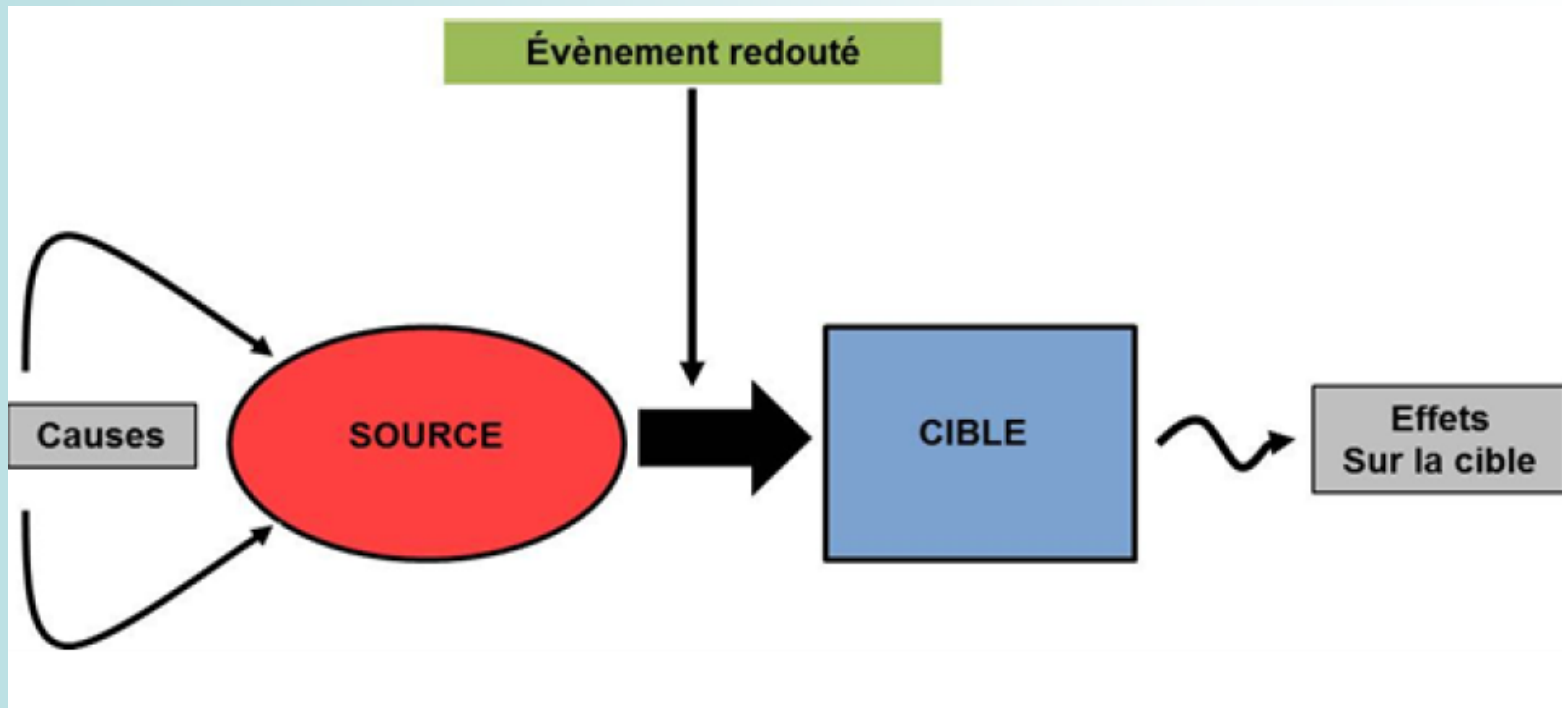 Évènement redouté
Causes
SOURCE
CIBLE
Effets
Sur la cible